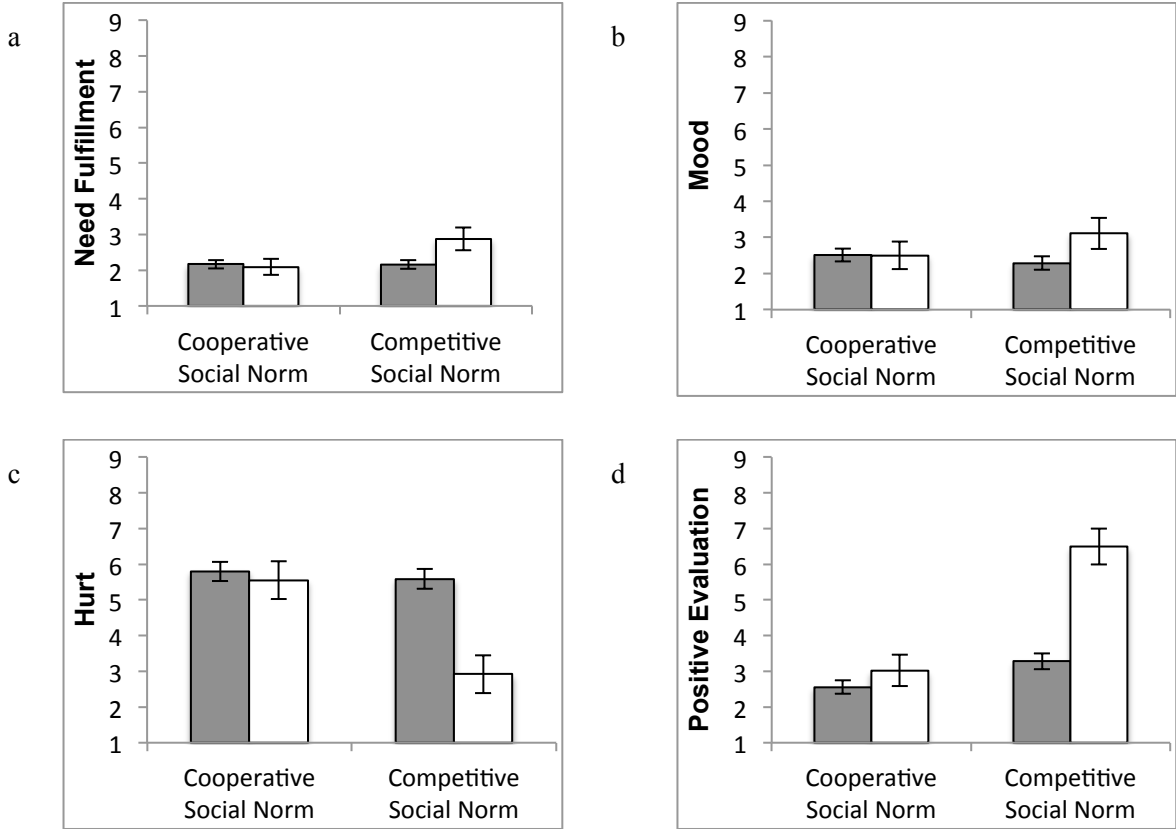 a
Need Fulfillment
9
8
7
6
5
4
3
2
1
Cooperative
Social Norm
Competitive
Social Norm
b
Mood
9
8
7
6
5
4
3
2
1
Cooperative
Social Norm
Competitive
Social Norm
c
Hurt
9
8
7
6
5
4
3
2
1
Cooperative
Social Norm
Competitive
Social Norm
d
Positive Evaluation
9
8
7
6
5
4
3
2
1
Cooperative
Social Norm
Competitive
Social Norm